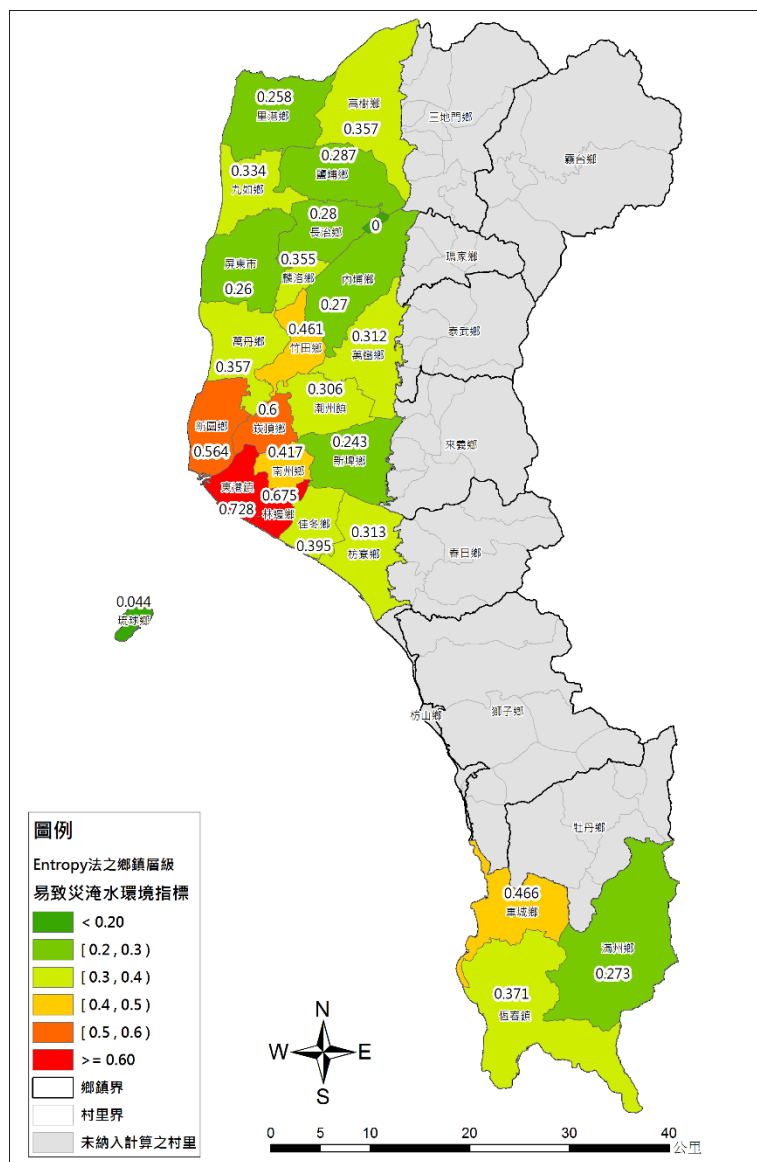 0.258
里港鄉
高樹鄉
0.357
三地門鄉
霧台鄉
0.287
鹽埔鄉
0.334
九如鄉
0.28
長治鄉
0
0.355
麟洛鄉
屏東市
0.26
內埔鄉
0.27
瑪家鄉
泰武鄉
0.461
竹田鄉
0.312
萬巒鄉
萬丹鄉
0.357
0.306
潮州鎮
0.6
崁頂鄉
新園鄉
0.564
0.243
新埤鄉
來義鄉
0.417
南州鄉
東港鎮
0.728
0.675
林邊鄉
佳冬鄉
0.395
0.313
枋寮鄉
春日鄉
0.044
琉球鄉
枋山鄉
獅子鄉
牡丹鄉
0.466
車城鄉
滿州鄉
0.273
0.371
恆春鎮
圖例
Entropy法之鄉鎮層級
易致災淹水環境指標
< 0.20
[ 0.2 , 0.3 )
[ 0.3 , 0.4 )
[ 0.4 , 0.5 )
[ 0.5 , 0.6 )
>= 0.60
鄉鎮界
村里界
未納入計算之村里
N
W E
S
0 5 10 20 30 40
公里